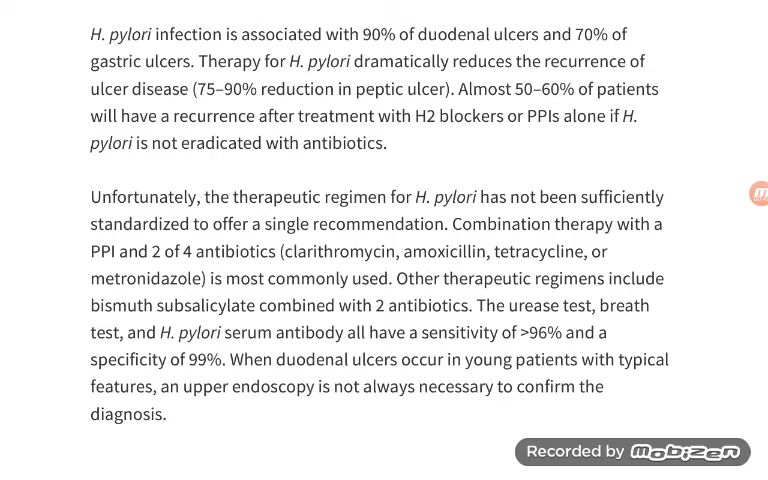 H. pylori infection is associated with 90% of duodenal ulcers and 70% of
gastric ulcers. Therapy for H. pylori dramatically reduces the recurrence of
ulcer disease (75–90% reduction in peptic ulcer). Almost 50–60% of patients
will have a recurrence after treatment with H2 blockers or PPIs alone if H.
pylori is not eradicated with antibiotics.
Unfortunately, the therapeutic regimen for H. pylori has not been sufficiently
standardized to offer a single recommendation. Combination therapy with a
PPI and 2 of 4 antibiotics (clarithromycin, amoxicillin, tetracycline, or
metronidazole) is most commonly used. Other therapeutic regimens include
bismuth subsalicylate combined with 2 antibiotics. The urease test, breath
test, and H. pylori serum antibody all have a sensitivity of >96% and a
specificity of 99%. When duodenal ulcers occur in young patients with typical
features, an upper endoscopy is not always necessary to confirm the
diagnosis.
Recorded by mobizen